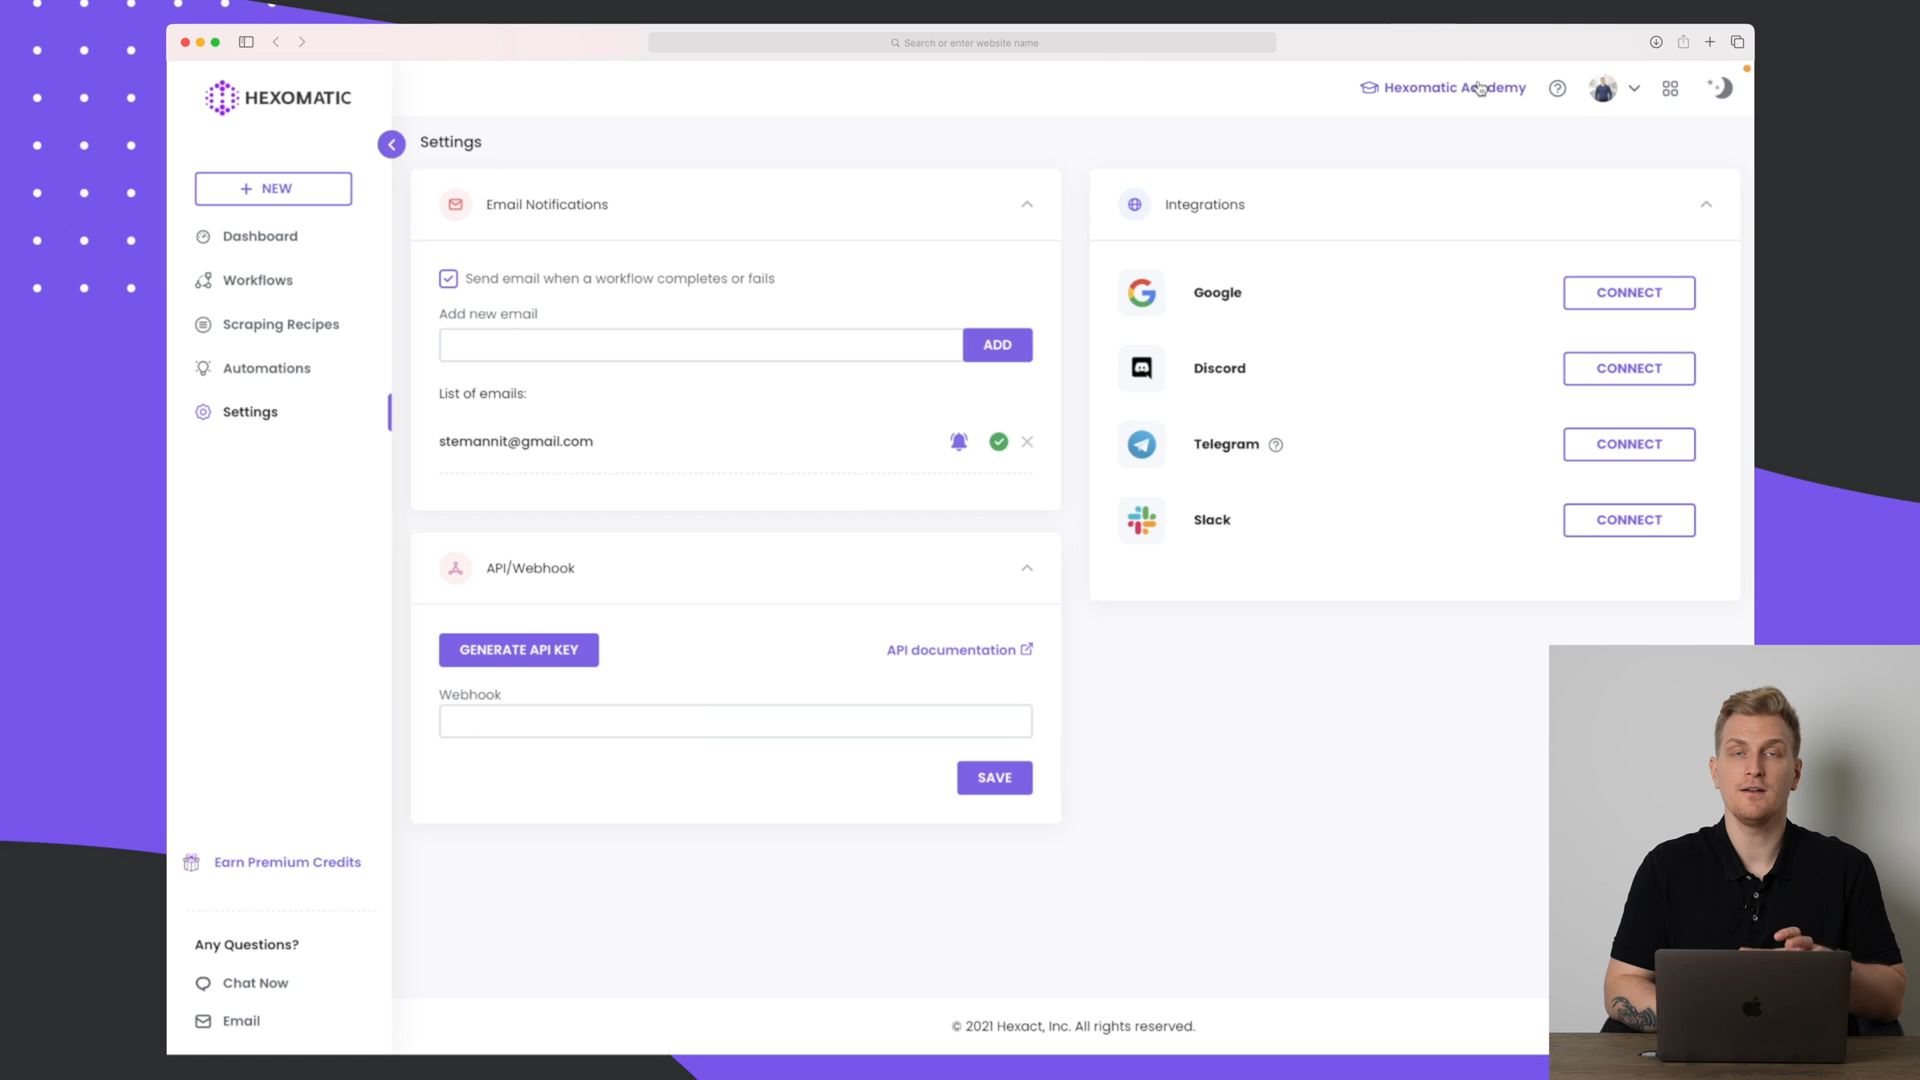 Search or enter website name
HEXOMATIC
Hexomatic Academy
Settings
+ NEW
Dashboard
Workflows
Scraping Recipes
Automations
Settings
Earn Premium Credits
Any Questions?
Chat Now
Email
Email Notifications
Send email when a workflow completes or fails
Add new email
ADD
List of emails:
stemannit@gmail.com
API/Webhook
GENERATE API KEY
API documentation
Webhook
SAVE
Integrations
Google
CONNECT
Discord
CONNECT
Telegram
CONNECT
Slack
CONNECT
© 2021 Hexact, Inc. All rights reserved.